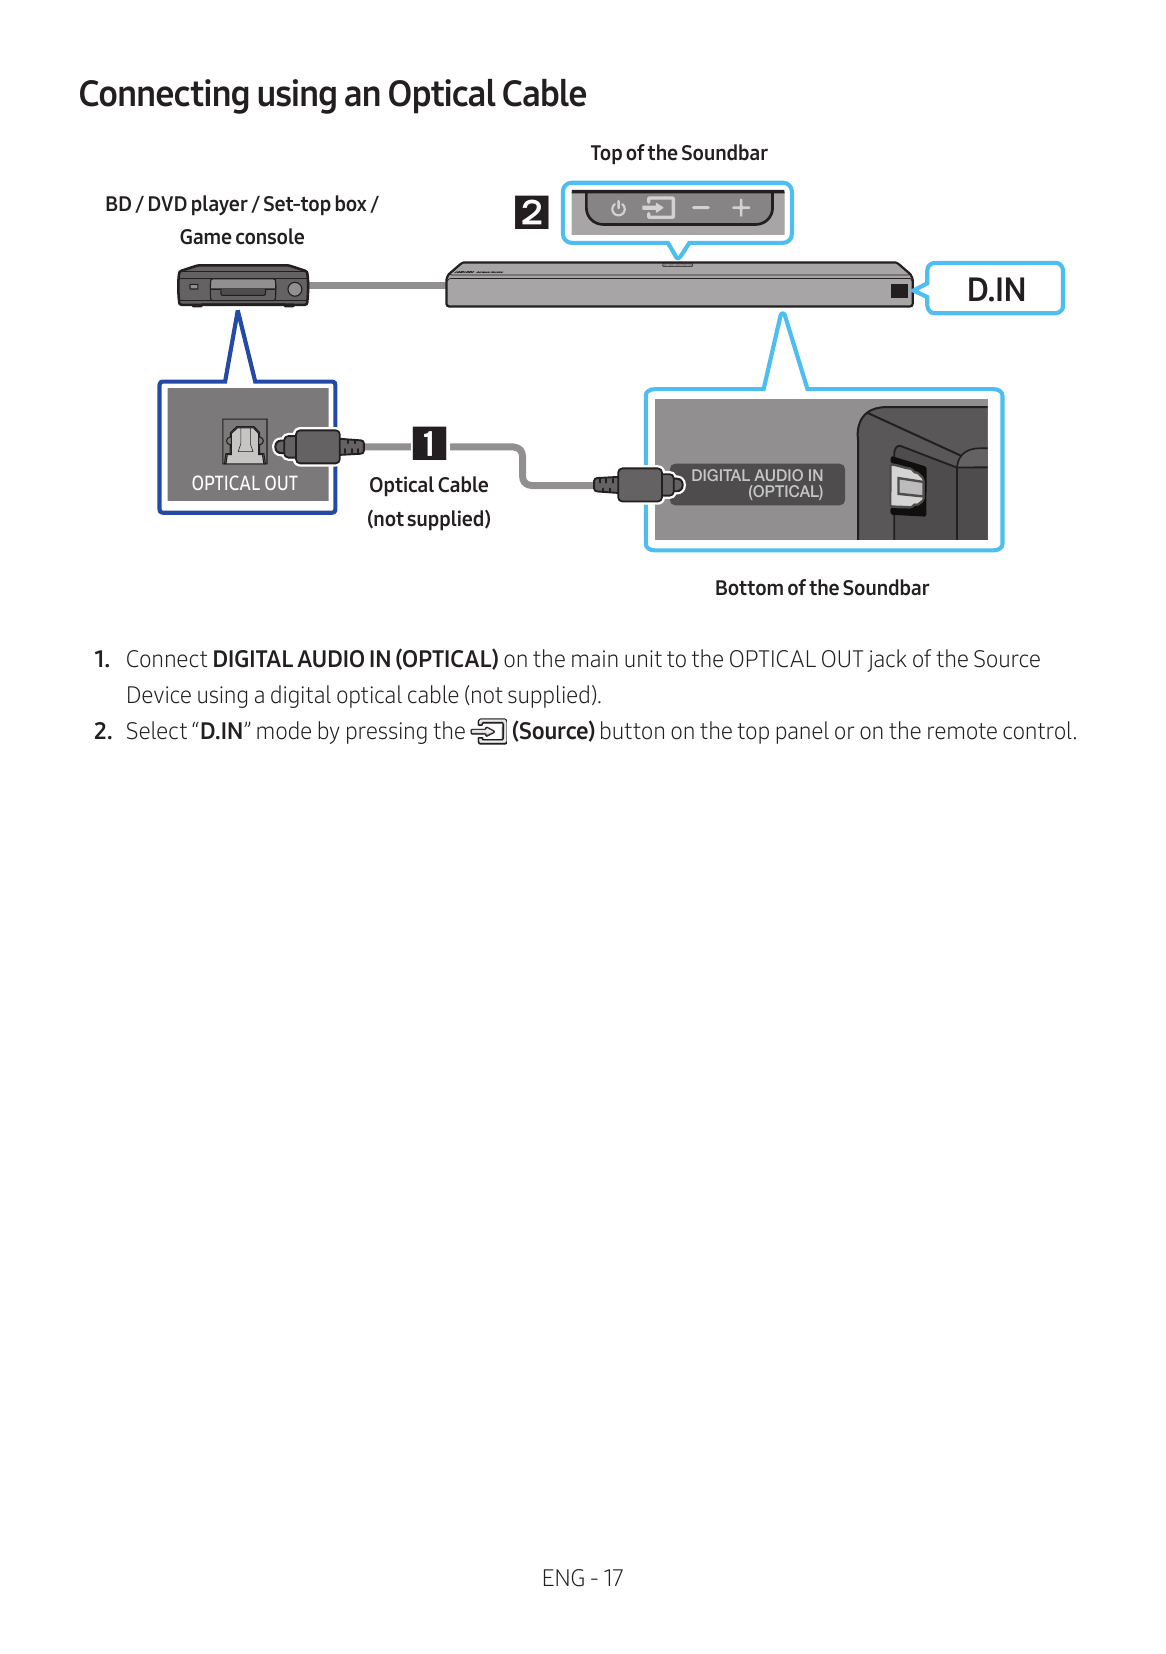 Connecting using an Optical Cable
Top of the Soundbar
BD / DVD player / Set-top box /
Game console
2
D.IN
OPTICAL OUT
1
Optical Cable
(not supplied)
DIGITAL AUDIO IN
(OPTICAL)
Bottom of the Soundbar
1. Connect DIGITAL AUDIO IN (OPTICAL) on the main unit to the OPTICAL OUT jack of the Source
Device using a digital optical cable (not supplied).
2. Select “D.IN” mode by pressing the (Source) button on the top panel or on the remote control.
ENG - 17